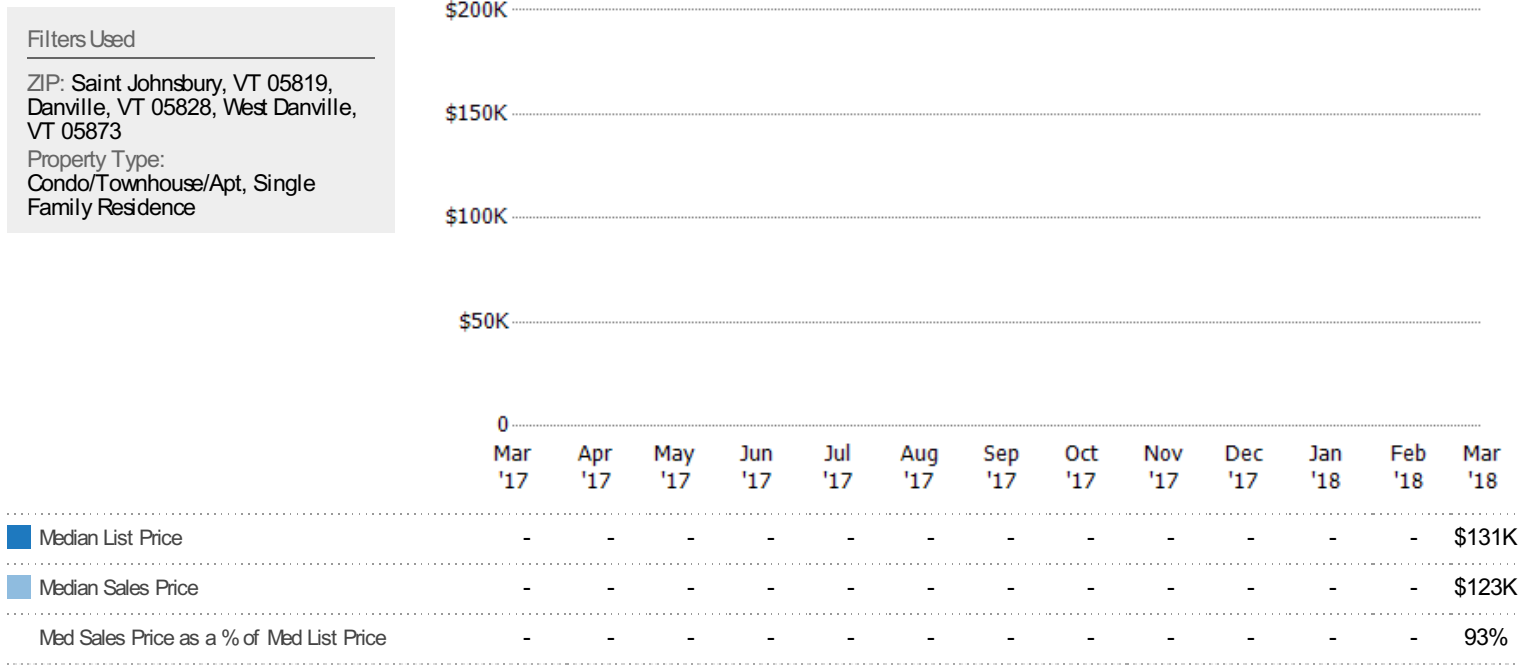 Filters Used
ZIP: Saint Johnsbury, VT 05819,
Danville, VT 05828, West Danville,
VT 05873
Property Type:
Condo/Townhouse/Apt, Single
Family Residence
$200K
$150K
$100K
$50K
0
Mar Apr May Jun Jul Aug Sep Oct Nov Dec Jan Feb Mar
'17 '17 '17 '17 '17 '17 '17 '17 '17 '17 '18 '18 '18
Median List Price - - - - - - - - - - - - $131K
Median Sales Price - - - - - - - - - - - - $123K
Med Sales Price as a % of Med List Price - - - - - - - - - - - - 93%